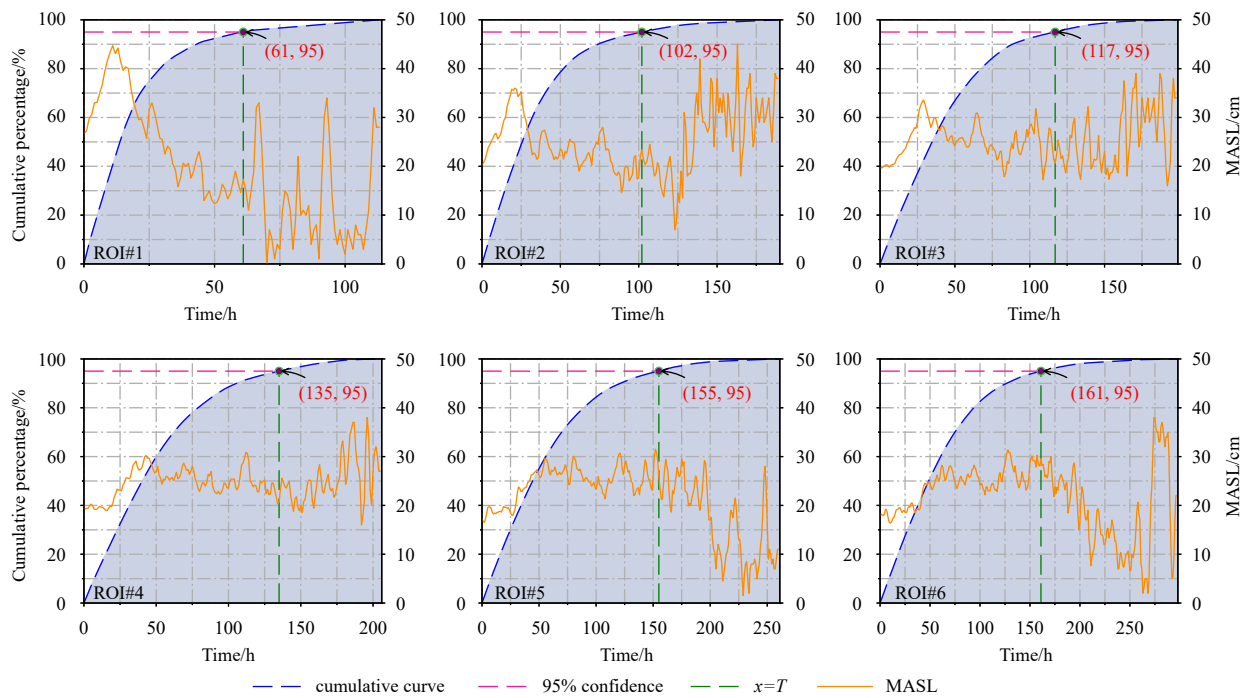 100 50 100 50 100 50
80 40 80 40 80 40
60 30 60 30 60 30
40 20 40 20 40 20
20 10 20 10 20 10
0 0 0 0 0 0
Cumulative percentage/%
MASL/cm
(61, 95) (102, 95) (117, 95)
ROI#1 ROI#2 ROI#3
0 50 100 0 50 100 150 0 50 100 150
Time/h Time/h Time/h
100 50 100 50 100 50
80 40 80 40 80 40
60 30 60 30 60 30
40 20 40 20 40 20
20 10 20 10 20 10
0 0 0 0 0 0
Cumulative percentage/%
MASL/cm
(135, 95) (155, 95) (161, 95)
ROI#4 ROI#5 ROI#6
0 50 100 150 200 0 50 100 150 200 250 0 50 100 150 200 250
Time/h Time/h Time/h
cumulative curve 95% confidence x=T MASL